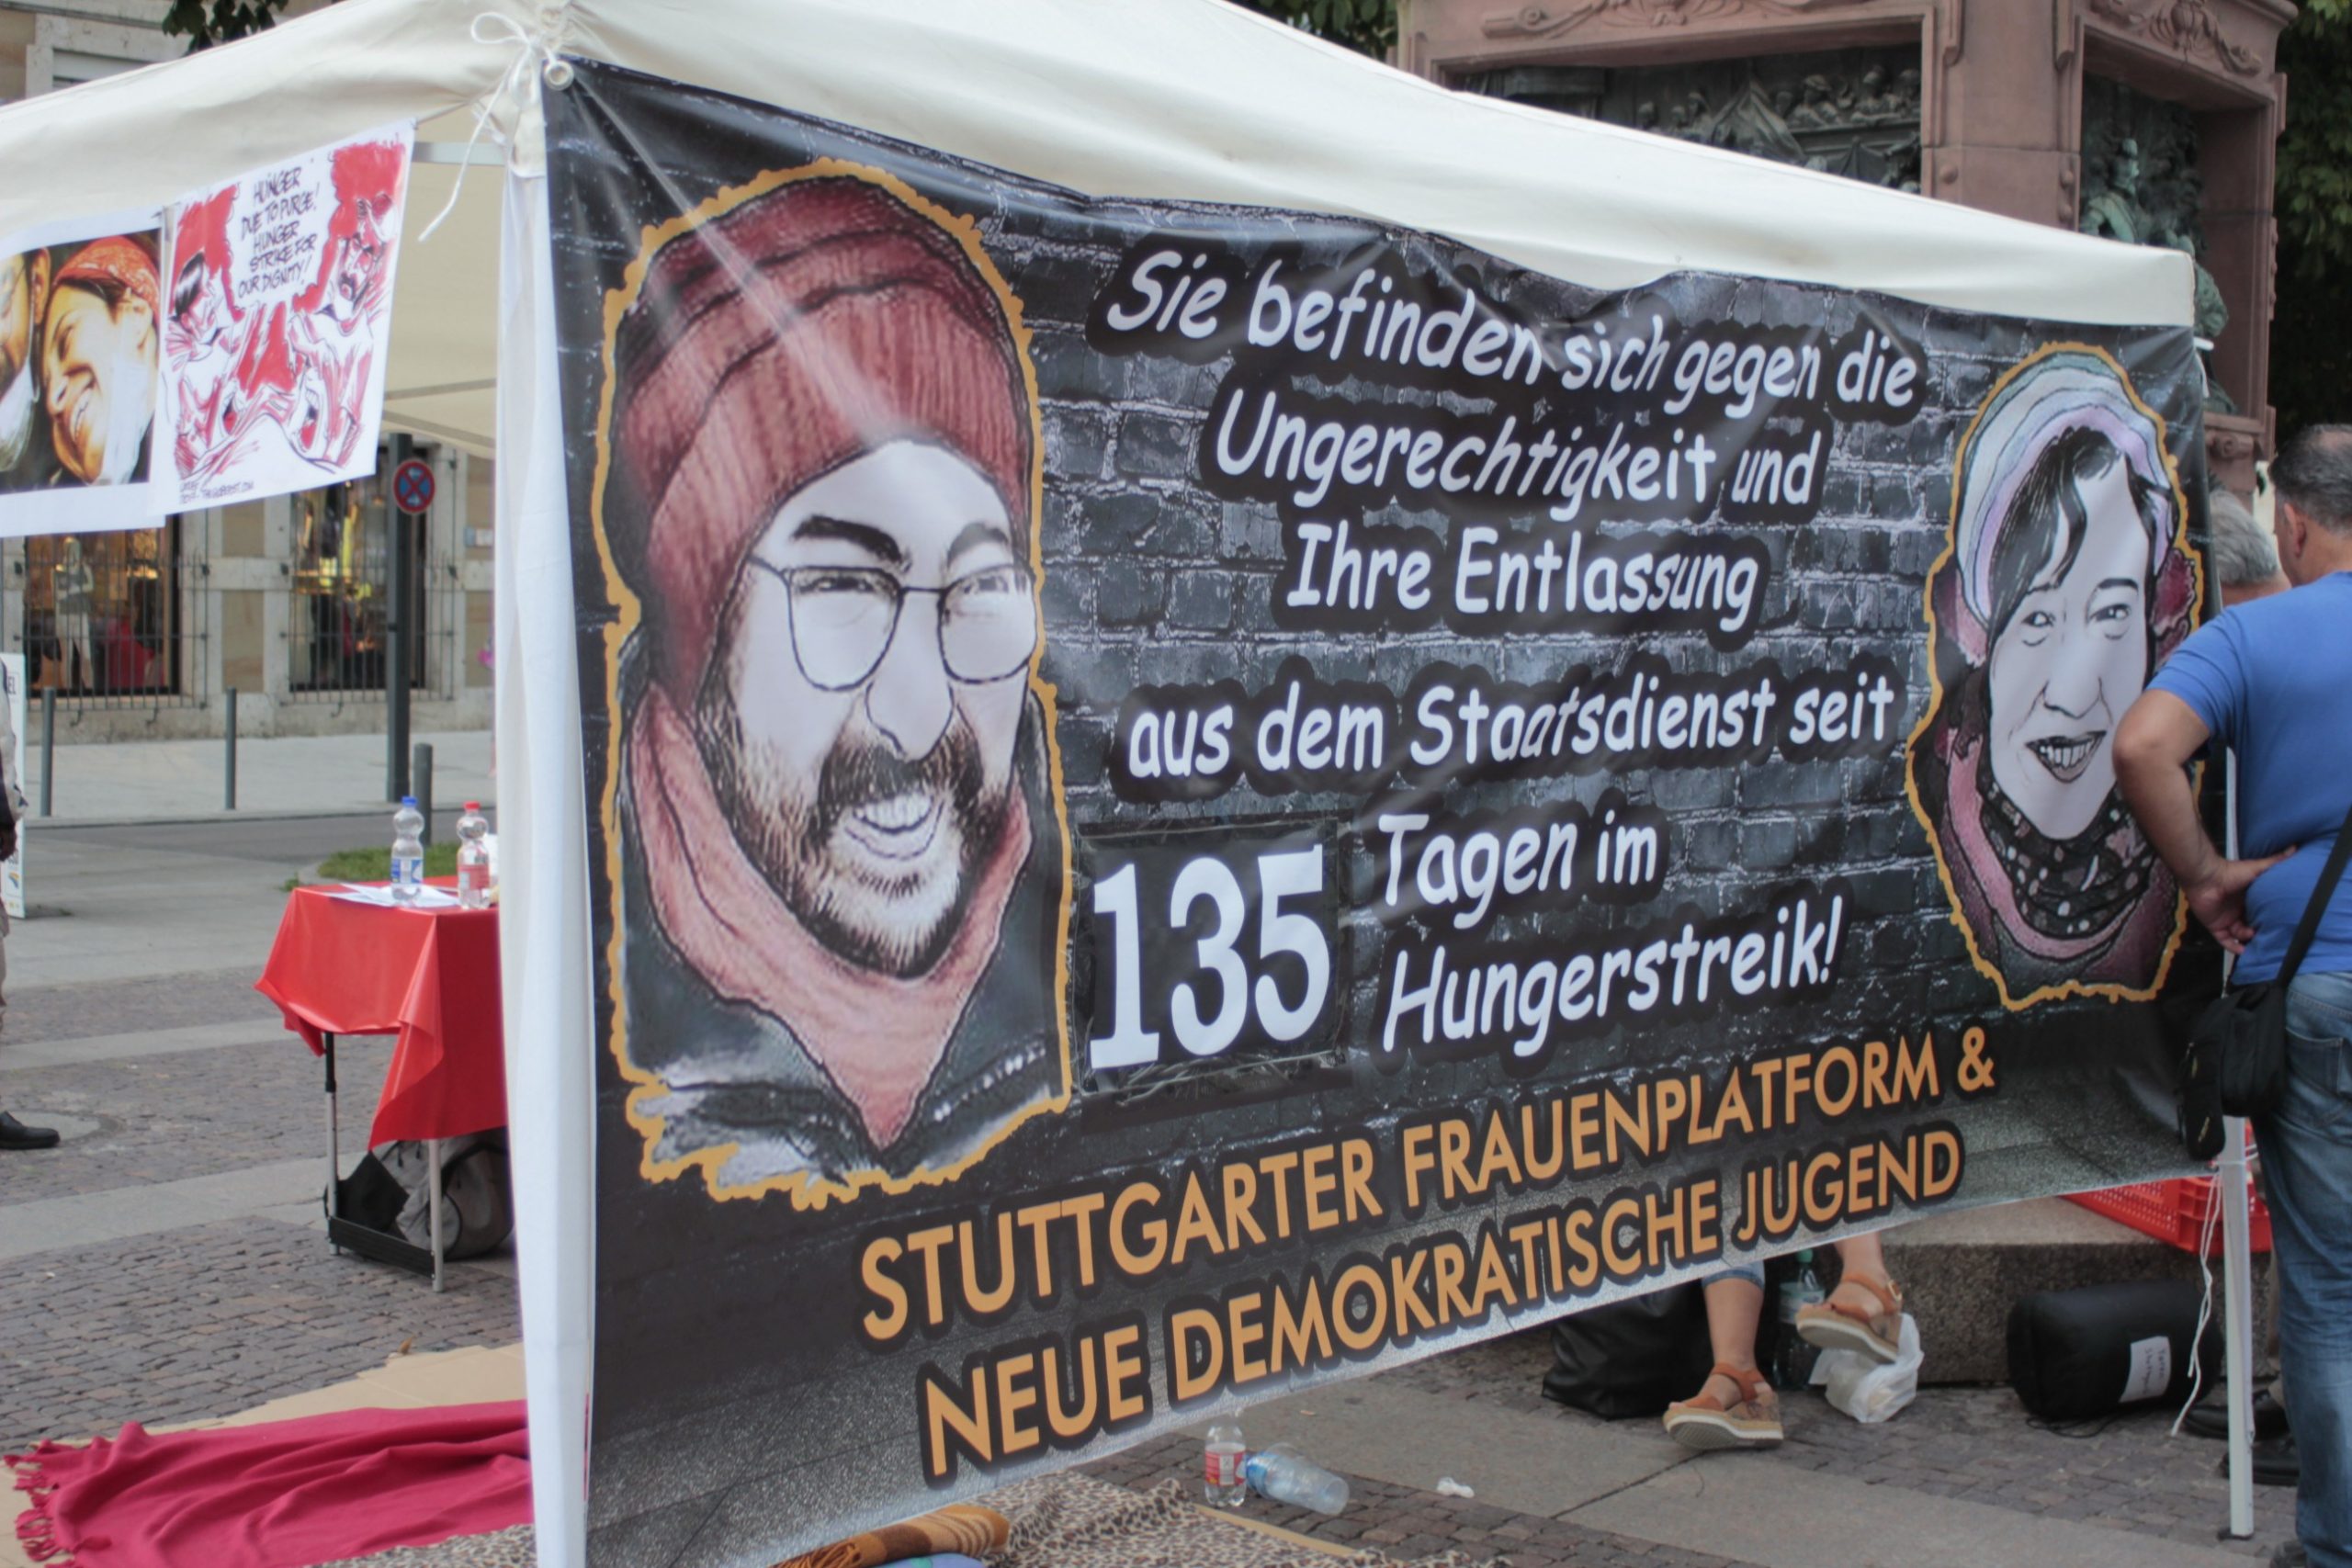 HUNGER
DUE TO PURGE!
HUNGER
STRIKE FOR
OUR DIGNITY!
Sie befinden sich gegen die
Ungerechtigkeit und
Ihre Entlassung
aus dem Staatsdienst seit
135 Tagen im
Hungerstreik!
STUTTGARTER FRAUENPLATFORM &
NEUE DEMOKRATISCHE JUGEND